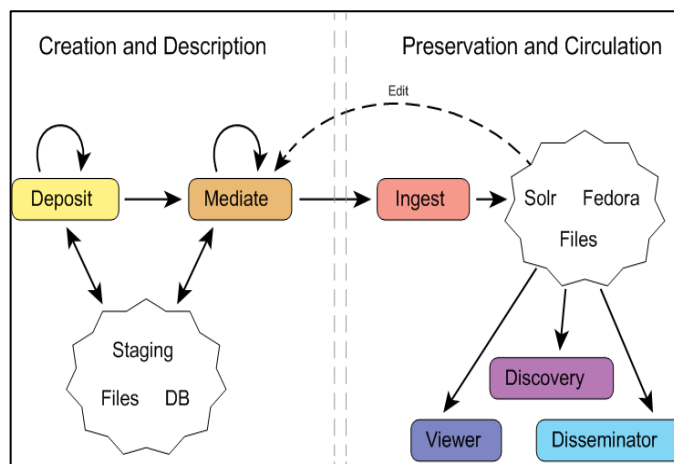 Creation and Description
Preservation and Circulation
Edit
Deposit
Mediate
Ingest
Solr Fedora
Files
Staging
Files DB
Discovery
Viewer
Disseminator